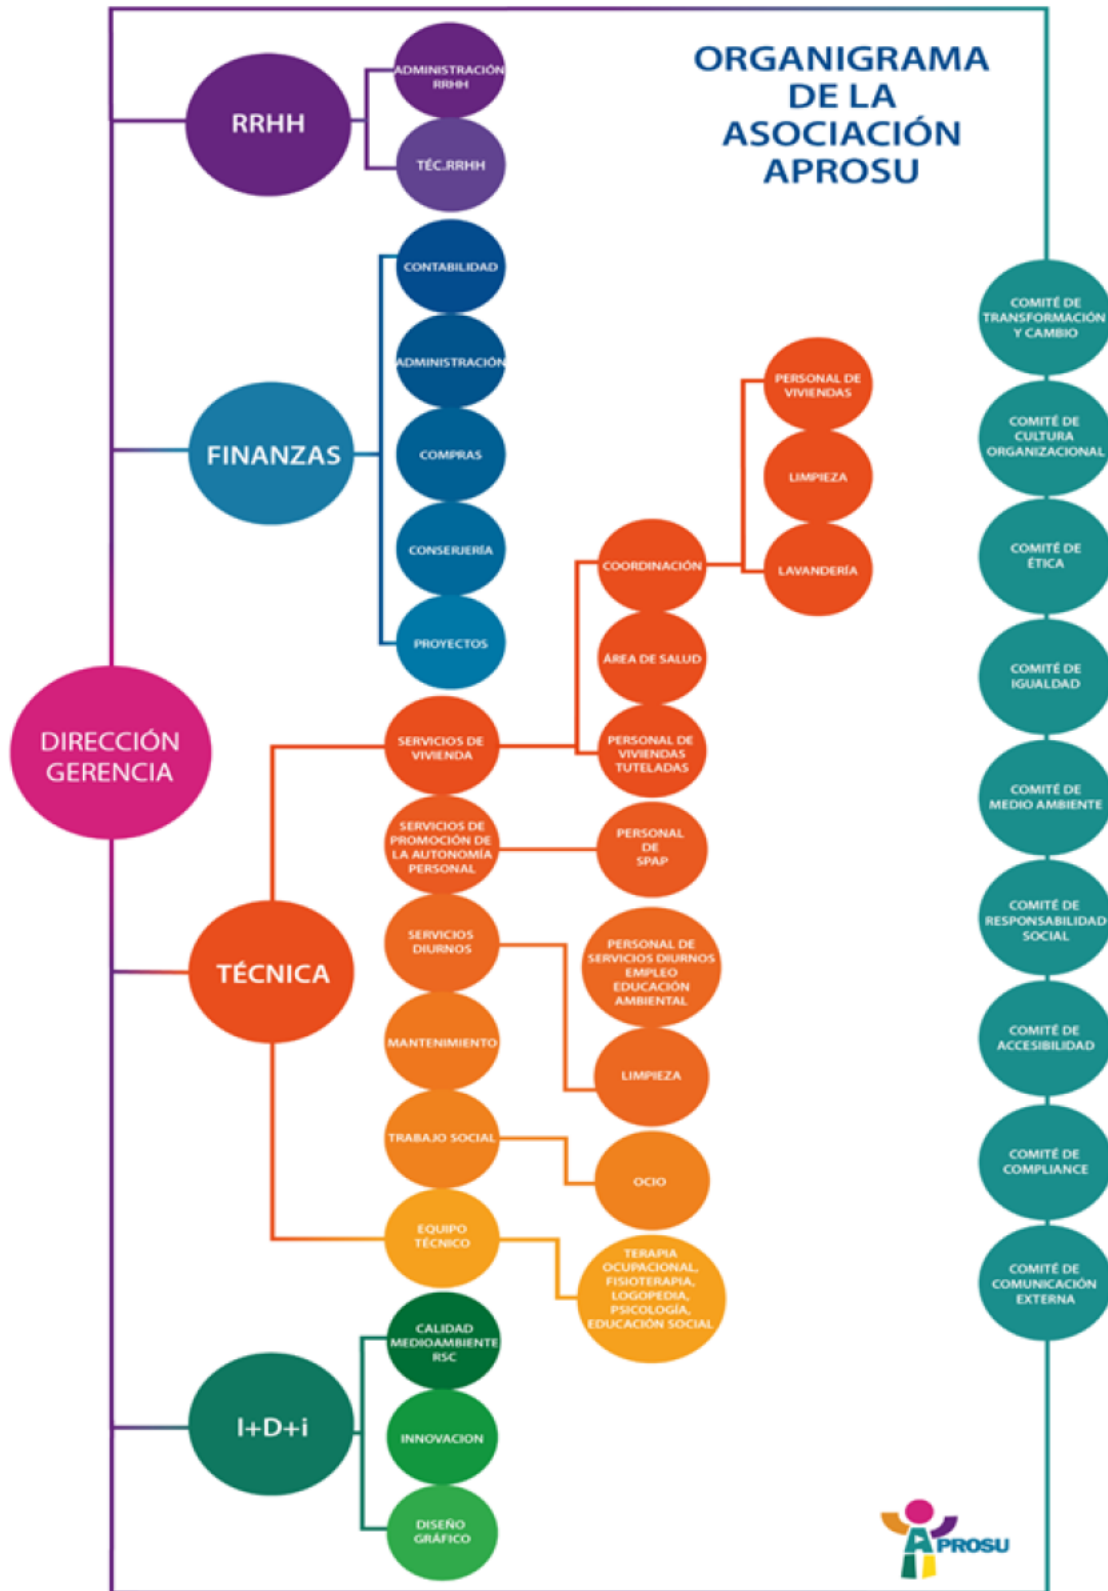 ORGANIGRAMA
DE LA
ASOCIACIÓN
APROSU
DIRECCIÓN
GERENCIA
RRHH
ADMINISTRACIÓN
RRHH
TÉC.RRHH
FINANZAS
CONTABILIDAD
ADMINISTRACIÓN
COMPRAS
CONSERJERÍA
PROYECTOS
TÉCNICA
SERVICIOS DE
VIVIENDA
COORDINACIÓN
PERSONAL DE
VIVIENDAS
LIMPIEZA
LAVANDERÍA
ÁREA DE SALUD
PERSONAL DE
VIVIENDAS
TUTELADAS
SERVICIOS DE
PROMOCIÓN DE
LA AUTONOMÍA
PERSONAL
PERSONAL
DE
SPAP
SERVICIOS
DIURNOS
PERSONAL DE
SERVICIOS DIURNOS
EMPLEO
EDUCACIÓN
AMBIENTAL
LIMPIEZA
MANTENIMIENTO
TRABAJO SOCIAL
OCIO
EQUIPO
TÉCNICO
TERAPIA
OCUPACIONAL,
FISIOTERAPIA,
LOGOPEDIA,
PSICOLOGÍA,
EDUCACIÓN SOCIAL
I+D+i
CALIDAD
MEDIOAMBIENTE
RSC
INNOVACION
DISEÑO
GRÁFICO
COMITÉ DE
TRANSFORMACIÓN
Y CAMBIO
COMITÉ DE
CULTURA
ORGANIZACIONAL
COMITÉ DE
ÉTICA
COMITÉ DE
IGUALDAD
COMITÉ DE
MEDIO AMBIENTE
COMITÉ DE
RESPONSABILIDAD
SOCIAL
COMITÉ DE
ACCESIBILIDAD
COMITÉ DE
COMPLIANCE
COMITÉ DE
COMUNICACIÓN
EXTERNA
APROSU